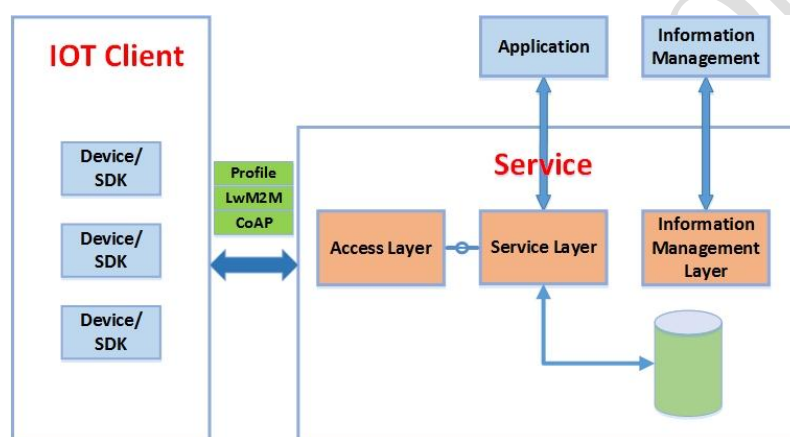 IOT Client
Device/
SDK
Device/
SDK
Device/
SDK
Profile
LwM2M
CoAP
Application
Information
Management
Service
Access Layer
Service Layer
Information
Management
Layer